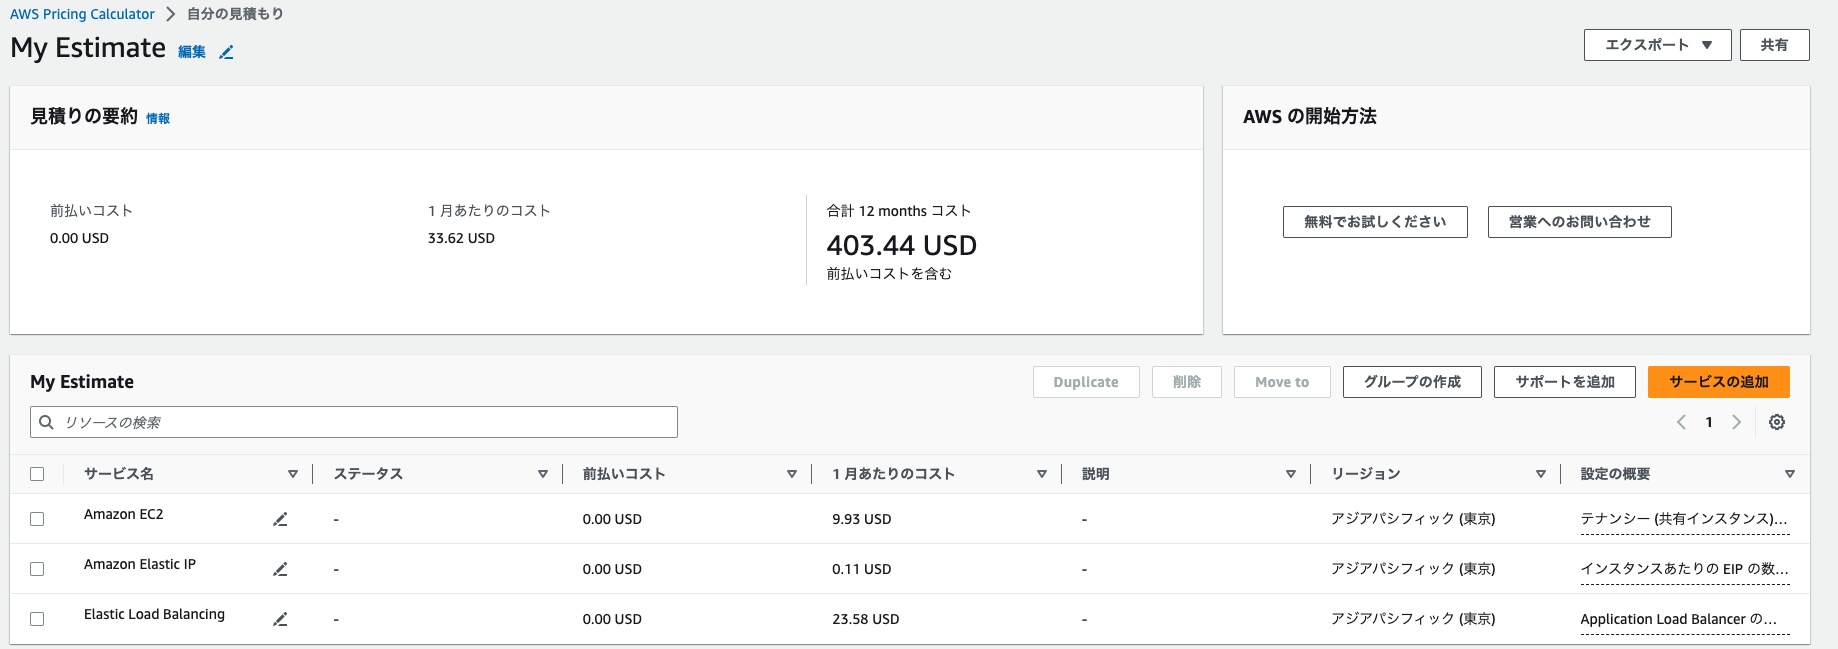 AWS Pricing Calculator > 自分の見積もり
My Estimate 編集
エクスポート ▼ 共有
見積りの要約 情報
前払いコスト
0.00 USD
1 月あたりのコスト
33.62 USD
合計 12 months コスト
403.44 USD
前払いコストを含む
AWS の開始方法
無料でお試しください 営業へのお問い合わせ
My Estimate
Duplicate 削除 Move to グループの作成 サポートを追加 サービスの追加
リソースの検索
1
サービス名 ステータス 前払いコスト 1 月あたりのコスト 説明 リージョン 設定の概要
Amazon EC2 - 0.00 USD 9.93 USD - アジアパシフィック (東京) テナンシー (共有インスタンス)...
Amazon Elastic IP - 0.00 USD 0.11 USD - アジアパシフィック (東京) インスタンスあたりの EIP の数...
Elastic Load Balancing - 0.00 USD 23.58 USD - アジアパシフィック (東京) Application Load Balancer の...